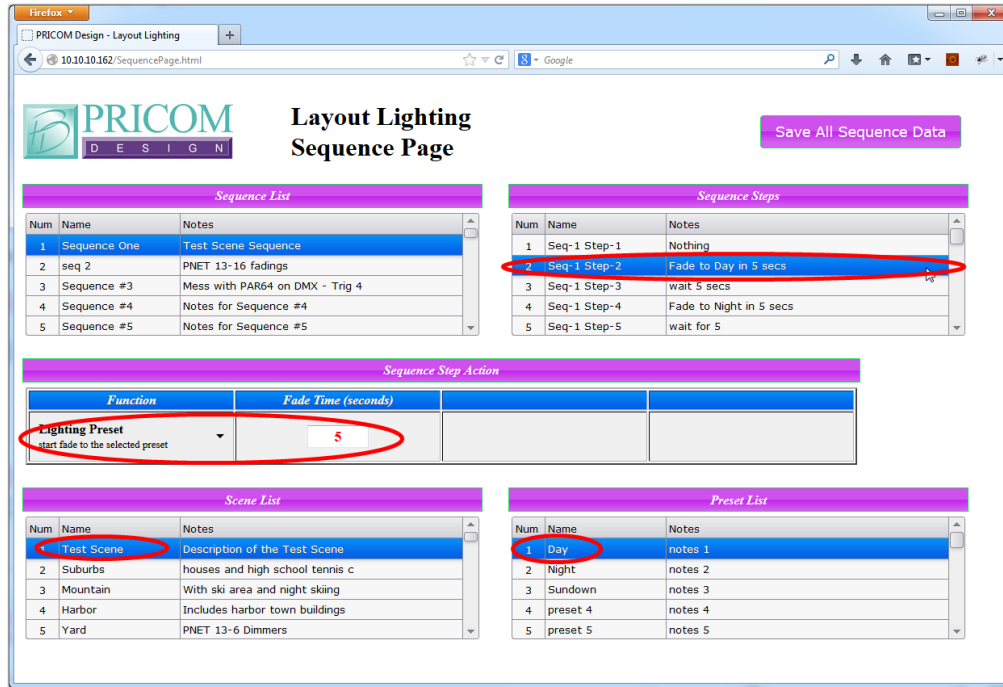 Firefox
PRICOM Design - Layout Lighting
10.10.10.162/SequencePage.html
Google
PRICOM
DESIGN
Layout Lighting
Sequence Page
Save All Sequence Data
Sequence List
Num Name Notes
1 Sequence One Test Scene Sequence
2 seq 2 PNET 13-16 fadings
3 Sequence #3 Mess with PAR64 on DMX - Trig 4
4 Sequence #4 Notes for Sequence #4
5 Sequence #5 Notes for Sequence #5
Sequence Steps
Num Name Notes
1 Seq-1 Step-1 Nothing
2 Seq-1 Step-2 Fade to Day in 5 secs
3 Seq-1 Step-3 wait 5 secs
4 Seq-1 Step-4 Fade to Night in 5 secs
5 Seq-1 Step-5 wait for 5
Sequence Step Action
Function Fade Time (seconds)
Lighting Preset
start fade to the selected preset
5
Scene List
Num Name Notes
1 Test Scene Description of the Test Scene
2 Suburbs houses and high school tennis c
3 Mountain With ski area and night skiing
4 Harbor Includes harbor town buildings
5 Yard PNET 13-6 Dimmers
Preset List
Num Name Notes
1 Day notes 1
2 Night notes 2
3 Sundown notes 3
4 preset 4 notes 4
5 preset 5 notes 5